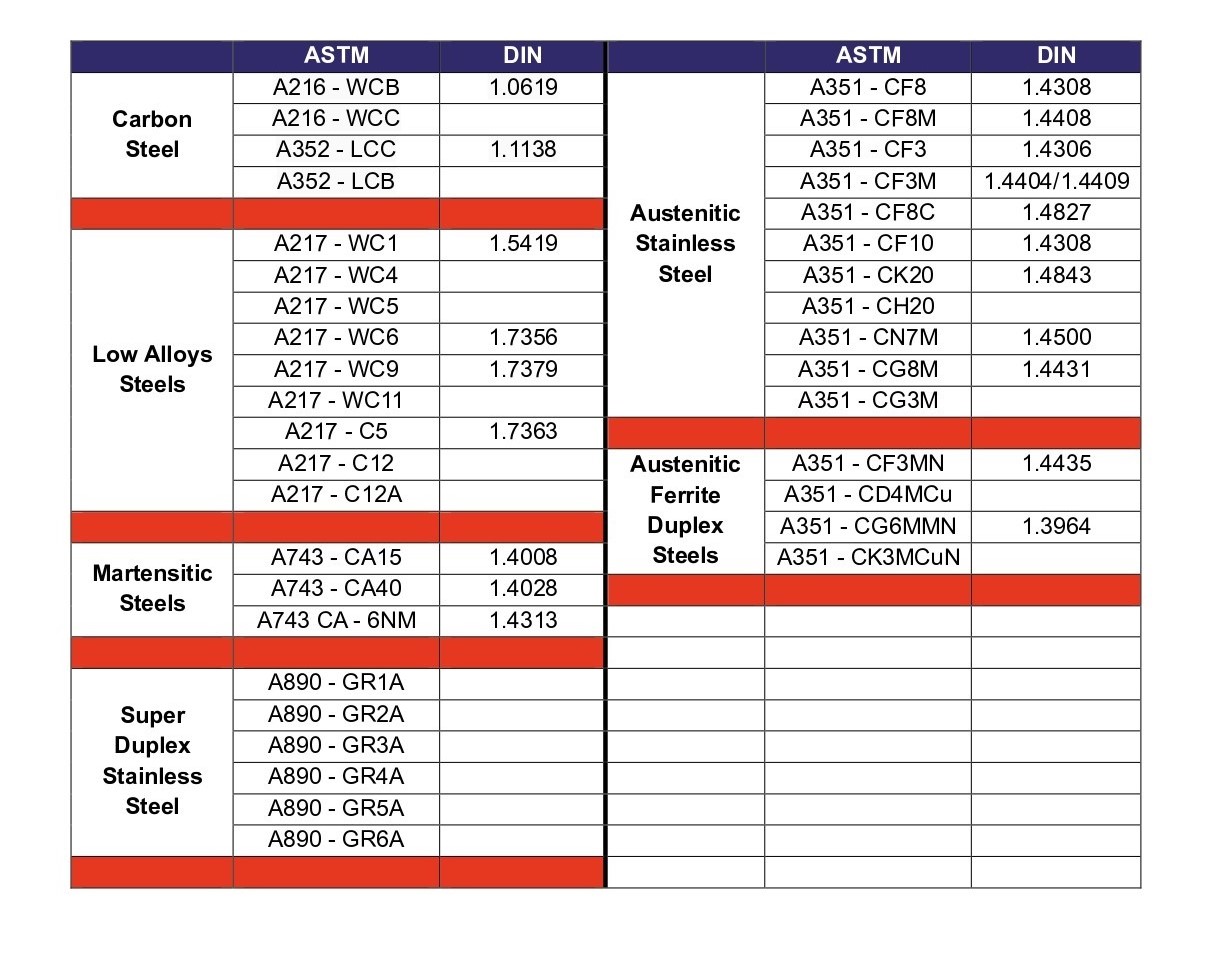 ASTM DIN
Carbon
Steel
A216 - WCB 1.0619
A216 - WCC
A352 - LCC 1.1138
A352 - LCB
Low Alloys
Steels
A217 - WC1 1.5419
A217 - WC4
A217 - WC5
A217 - WC6 1.7356
A217 - WC9 1.7379
A217 - WC11
A217 - C5 1.7363
A217 - C12
A217 - C12A
Martensitic
Steels
A743 - CA15 1.4008
A743 - CA40 1.4028
A743 CA - 6NM 1.4313
Super
Duplex
Stainless
Steel
A890 - GR1A
A890 - GR2A
A890 - GR3A
A890 - GR4A
A890 - GR5A
A890 - GR6A
ASTM DIN
Austenitic
Stainless
Steel
A351 - CF8 1.4308
A351 - CF8M 1.4408
A351 - CF3 1.4306
A351 - CF3M 1.4404/1.4409
A351 - CF8C 1.4827
A351 - CF10 1.4308
A351 - CK20 1.4843
A351 - CH20
A351 - CN7M 1.4500
A351 - CG8M 1.4431
A351 - CG3M
Austenitic
Ferrite
Duplex
Steels
A351 - CF3MN 1.4435
A351 - CD4MCu
A351 - CG6MMN 1.3964
A351 - CK3MCuN